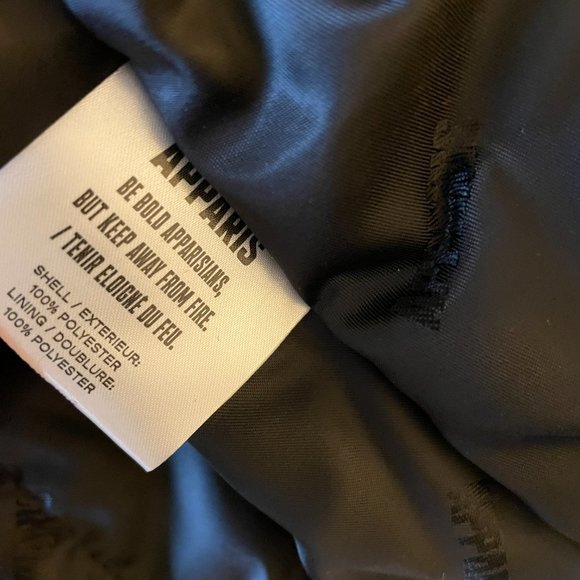 APPARIS
BE BOLD APPARISIANS,
BUT KEEP AWAY FROM FIRE.
/ TENIR ELOIGNE DU FEU.
SHELL / EXTERIEUR:
100% POLYESTER
LINING / DOUBLURE:
100% POLYESTER